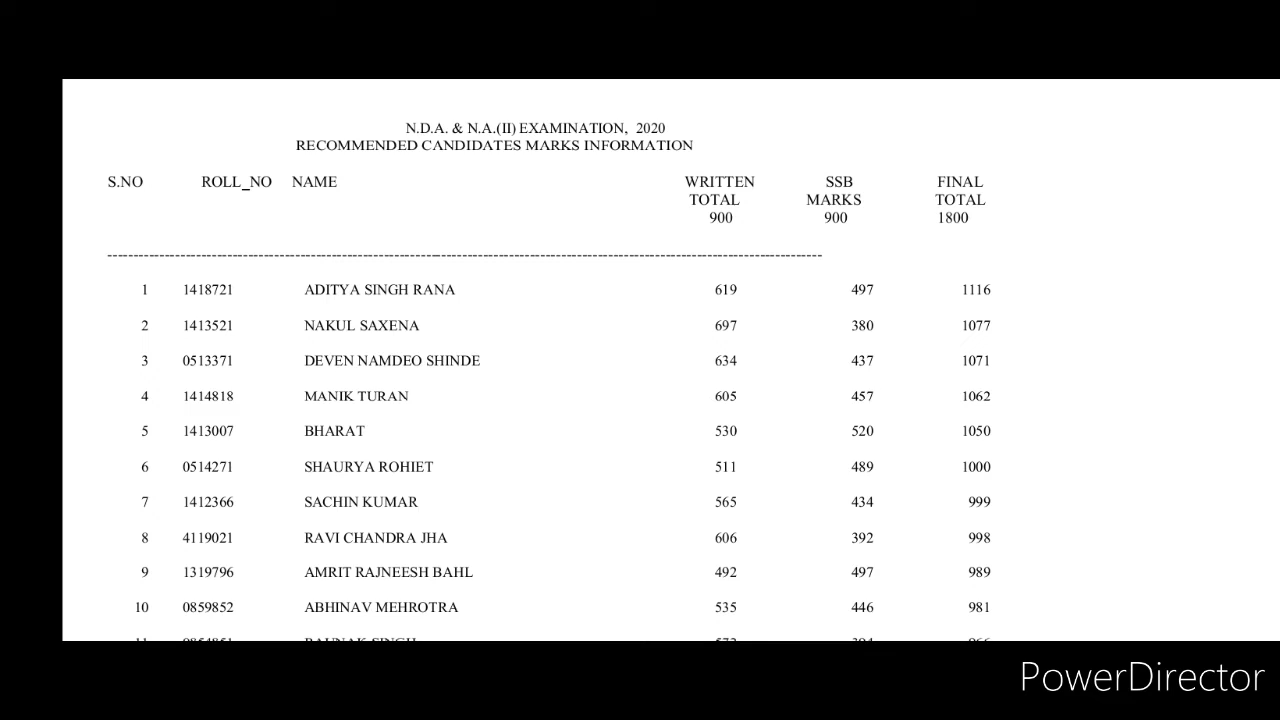 N.D.A. & N.A.(II) EXAMINATION, 2020
RECOMMENDED CANDIDATES MARKS INFORMATION
S.NO ROLL_NO NAME WRITTEN SSB FINAL
TOTAL MARKS TOTAL
900 900 1800
1 1418721 ADITYA SINGH RANA 619 497 1116
2 1413521 NAKUL SAXENA 697 380 1077
3 0513371 DEVEN NAMDEO SHINDE 634 437 1071
4 1414818 MANIK TURAN 605 457 1062
5 1413007 BHARAT 530 520 1050
6 0514271 SHAURYA ROHIET 511 489 1000
7 1412366 SACHIN KUMAR 565 434 999
8 4119021 RAVI CHANDRA JHA 606 392 998
9 1319796 AMRIT RAJNEESH BAHL 492 497 989
10 0859852 ABHINAV MEHROTRA 535 446 981
PowerDirector